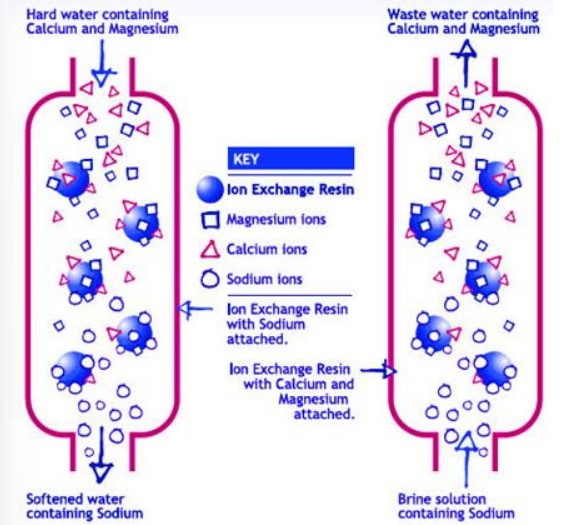 Hard water containing
Calcium and Magnesium
Waste water containing
Calcium and Magnesium
KEY
Ion Exchange Resin
Magnesium ions
Calcium ions
Sodium ions
Ion Exchange Resin
with Sodium
attached.
Ion Exchange Resin
with Calcium and
Magnesium
attached.
Softened water
containing Sodium
Brine solution
containing Sodium